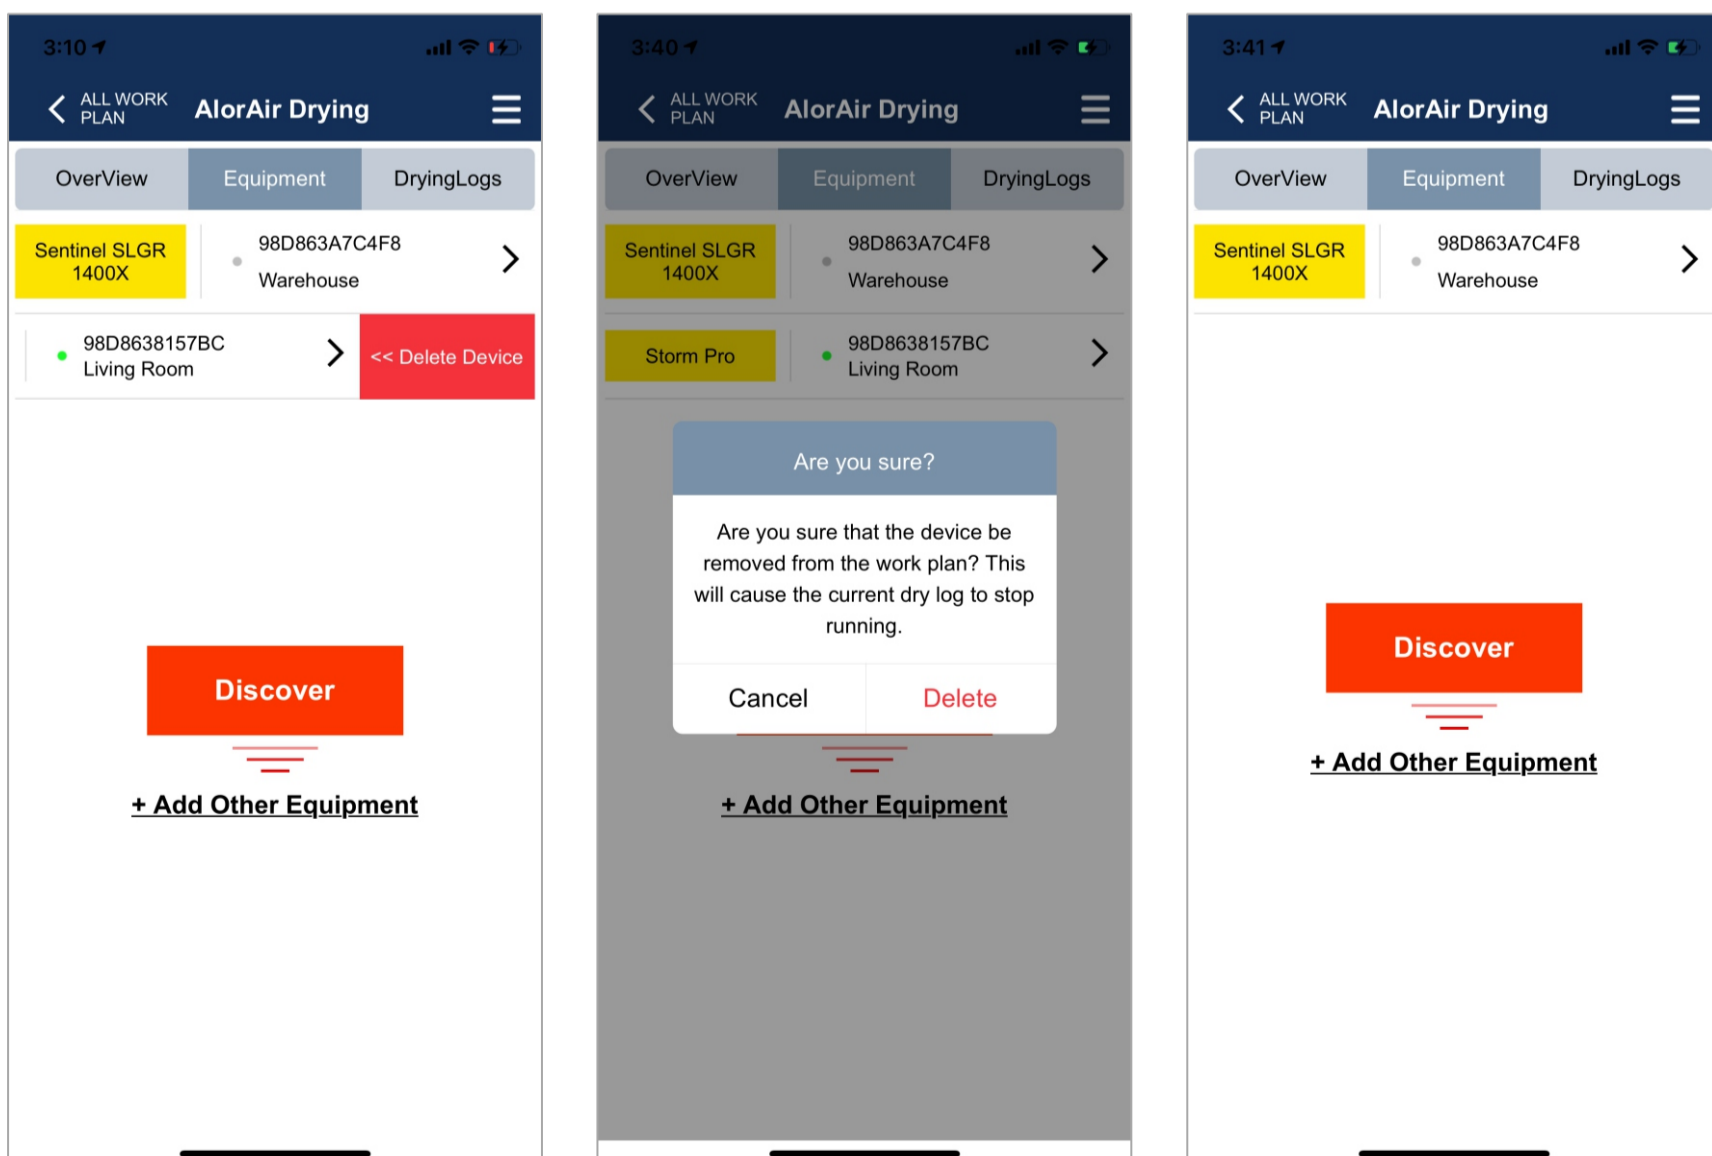 3:10
ALL WORK
PLAN
AlorAir Drying
OverView
Equipment
DryingLogs
Sentinel SLGR
1400X
98D863A7C4F8
Warehouse
98D8638157BC
Living Room
<< Delete Device
Discover
+ Add Other Equipment
3:40
ALL WORK
PLAN
AlorAir Drying
OverView
Equipment
DryingLogs
Sentinel SLGR
1400X
98D863A7C4F8
Warehouse
Storm Pro
98D8638157BC
Living Room
Are you sure?
Are you sure that the device be
removed from the work plan? This
will cause the current dry log to stop
running.
Cancel
Delete
+ Add Other Equipment
3:41
ALL WORK
PLAN
AlorAir Drying
OverView
Equipment
DryingLogs
Sentinel SLGR
1400X
98D863A7C4F8
Warehouse
Discover
+ Add Other Equipment